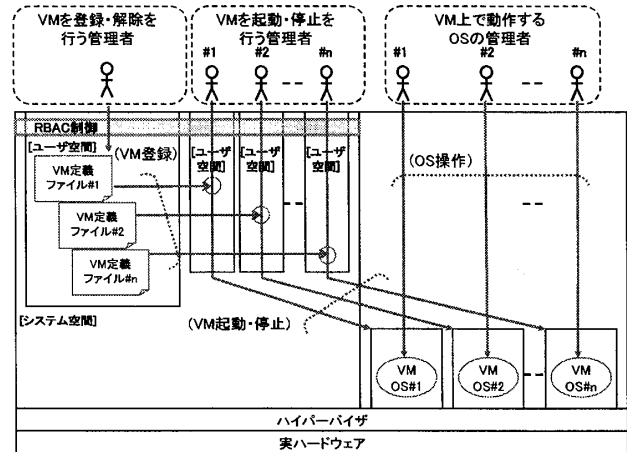 VMを登録・解除を
行う管理者
VMを起動・停止を
行う管理者
#1
#2
#n
VM上で動作する
OSの管理者
#1
#2
#n
RBAC制御
[ユーザ空間]
(VM登録)
[ユーザ
空間]
[ユーザ
空間]
[ユーザ
空間]
VM定義
ファイル#1
VM定義
ファイル#2
VM定義
ファイル#n
(OS操作)
[システム空間]
(VM起動・停止)
VM
OS#1
VM
OS#2
VM
OS#n
ハイパーバイザ
実ハードウェア